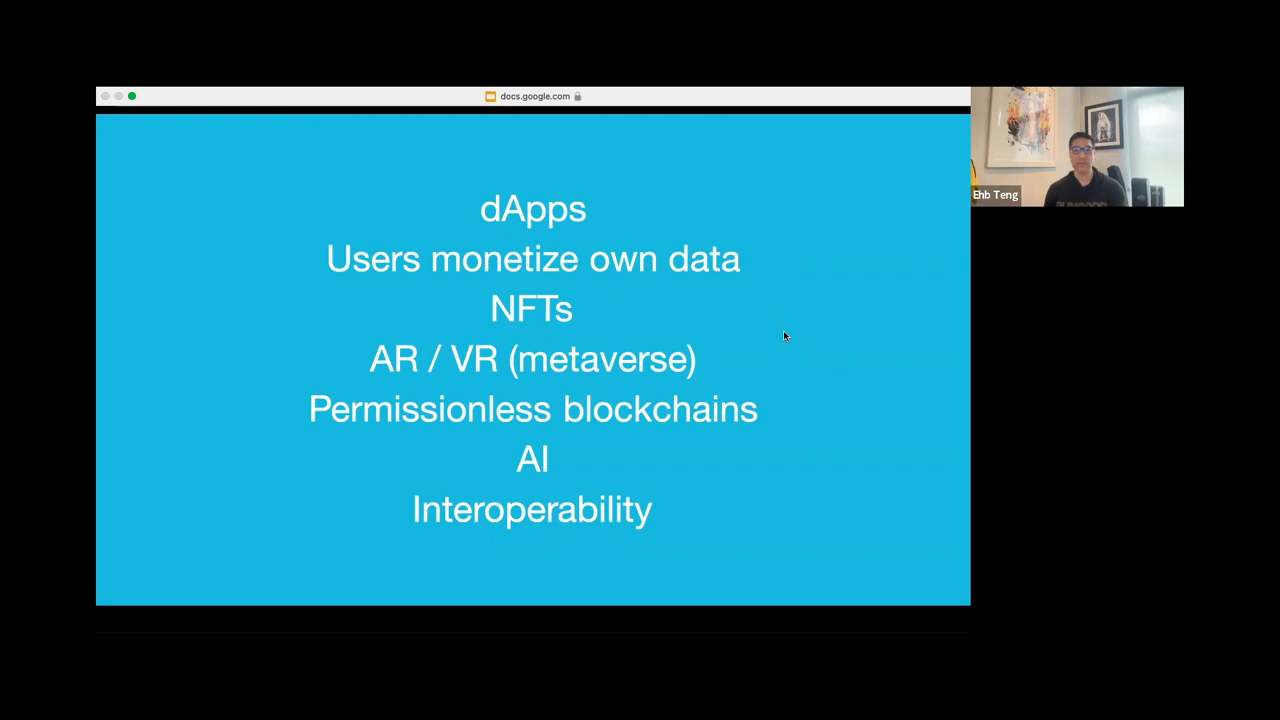 docs.google.com
dApps
Users monetize own data
NFTs
AR / VR (metaverse)
Permissionless blockchains
AI
Interoperability
Ehb Teng